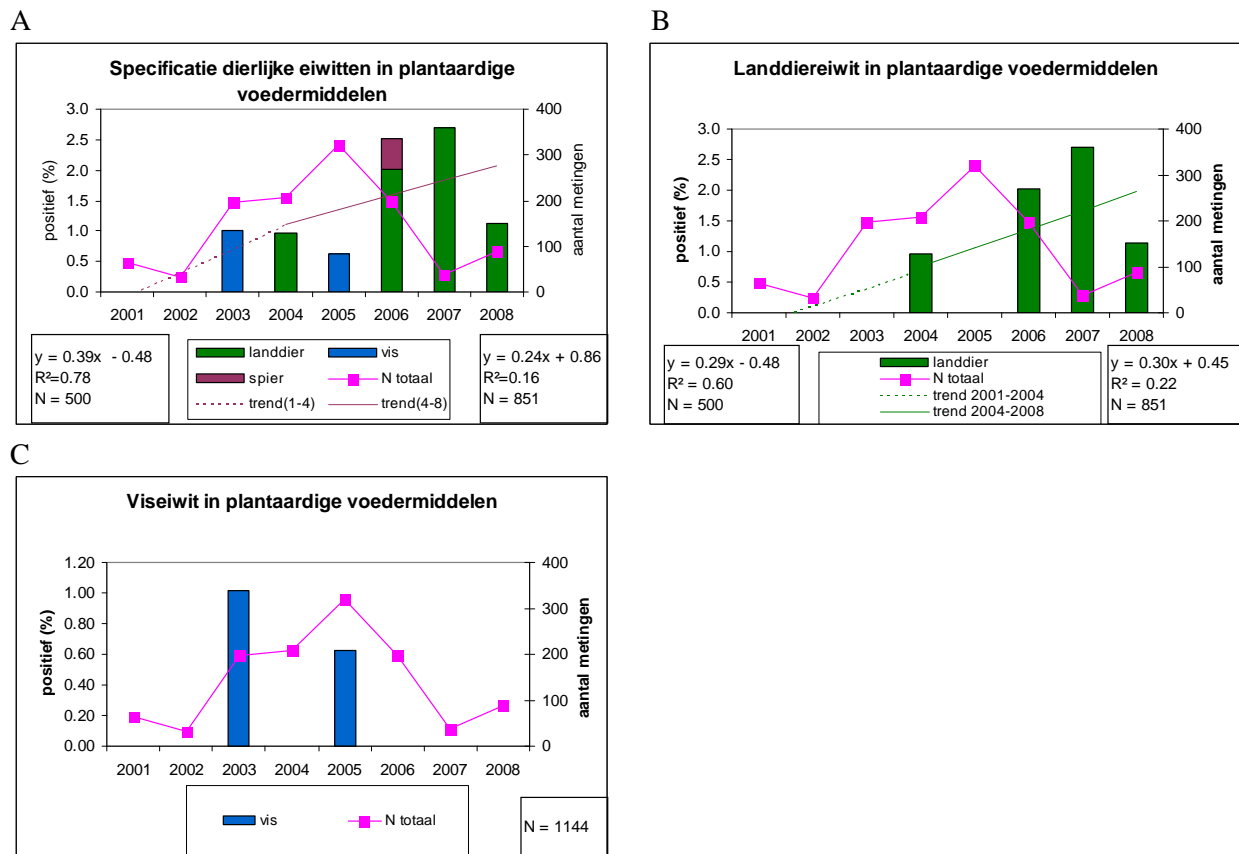 A
Specificatie dierlijke eiwitten in plantaardige
voedermiddelen
positief (%)
3.0
2.5
2.0
1.5
1.0
0.5
0.0
400
300
200
100
0
aantal metingen
2001 2002 2003 2004 2005 2006 2007 2008
y = 0.39x - 0.48
R²=0.78
N = 500
landdier vis
spier N totaal
trend(1-4) trend(4-8)
y = 0.24x + 0.86
R²=0.16
N = 851
B
Landdiereiwit in plantaardige voedermiddelen
positief (%)
3.0
2.5
2.0
1.5
1.0
0.5
0.0
400
300
200
100
0
aantal metingen
2001 2002 2003 2004 2005 2006 2007 2008
y = 0.29x - 0.48
R² = 0.60
N = 500
landdier
N totaal
trend 2001-2004
trend 2004-2008
y = 0.30x + 0.45
R² = 0.22
N = 851
C
Viseiwit in plantaardige voedermiddelen
positief (%)
1.20
1.00
0.80
0.60
0.40
0.20
0.00
400
300
200
100
0
aantal metingen
2001 2002 2003 2004 2005 2006 2007 2008
vis N totaal
N = 1144